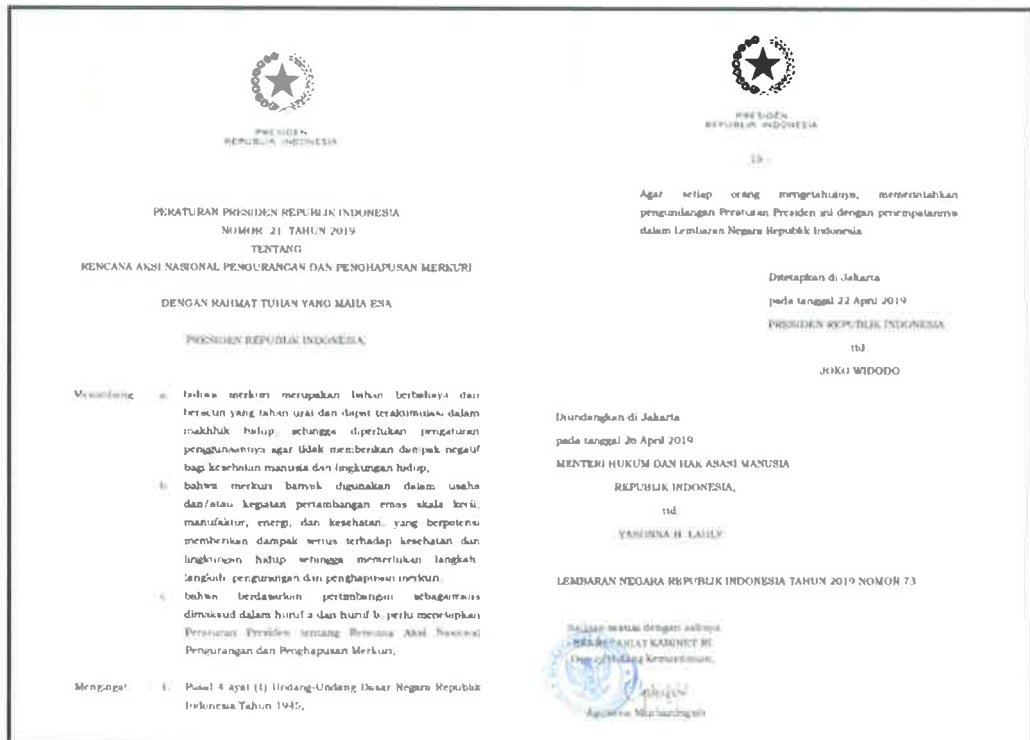 PRESIDEN
REPUBLIK INDONESIA
PERATURAN PRESIDEN REPUBLIK INDONESIA
NOMOR 21 TAHUN 2019
TENTANG
RENCANA AKSI NASIONAL PENGURANGAN DAN PENGHAPUSAN MERKURI
DENGAN RAHMAT TUHAN YANG MAHA ESA
PRESIDEN REPUBLIK INDONESIA,
Menimbang a. bahwa merkuri merupakan bahan berbahaya dan
beracun yang tahan urai dan dapat terakumulasi dalam
makhluk hidup, sehingga diperlukan pengaturan
penggunaannya agar tidak memberikan dampak negatif
bagi kesehatan manusia dan lingkungan hidup,
b. bahwa merkuri banyak digunakan dalam usaha
dan/atau kegiatan pertambangan emas skala kecil,
manufaktur, energi, dan kesehatan, yang berpotensi
memberikan dampak serius terhadap kesehatan dan
lingkungan hidup sehingga memerlukan langkah-
langkah pengurangan dan penghapusan merkuri,
c. bahwa berdasarkan pertimbangan sebagaimana
dimaksud dalam huruf a dan huruf b, perlu menetapkan
Peraturan Presiden tentang Rencana Aksi Nasional
Pengurangan dan Penghapusan Merkuri,
Mengingat 1. Pasal 4 ayat (1) Undang-Undang Dasar Negara Republik
Indonesia Tahun 1945,
PRESIDEN
REPUBLIK INDONESIA
Agar setiap orang mengetahuinya, memerintahkan
pengundangan Peraturan Presiden ini dengan penempatannya
dalam Lembaran Negara Republik Indonesia
Ditetapkan di Jakarta
pada tanggal 22 April 2019
PRESIDEN REPUBLIK INDONESIA
ttd
JOKO WIDODO
Diundangkan di Jakarta
pada tanggal 26 April 2019
MENTERI HUKUM DAN HAK ASASI MANUSIA
REPUBLIK INDONESIA,
ttd
YASONNA H. LAOLY
LEMBARAN NEGARA REPUBLIK INDONESIA TAHUN 2019 NOMOR 73
Salinan sesuai dengan aslinya
SEKRETARIAT KABINET RI